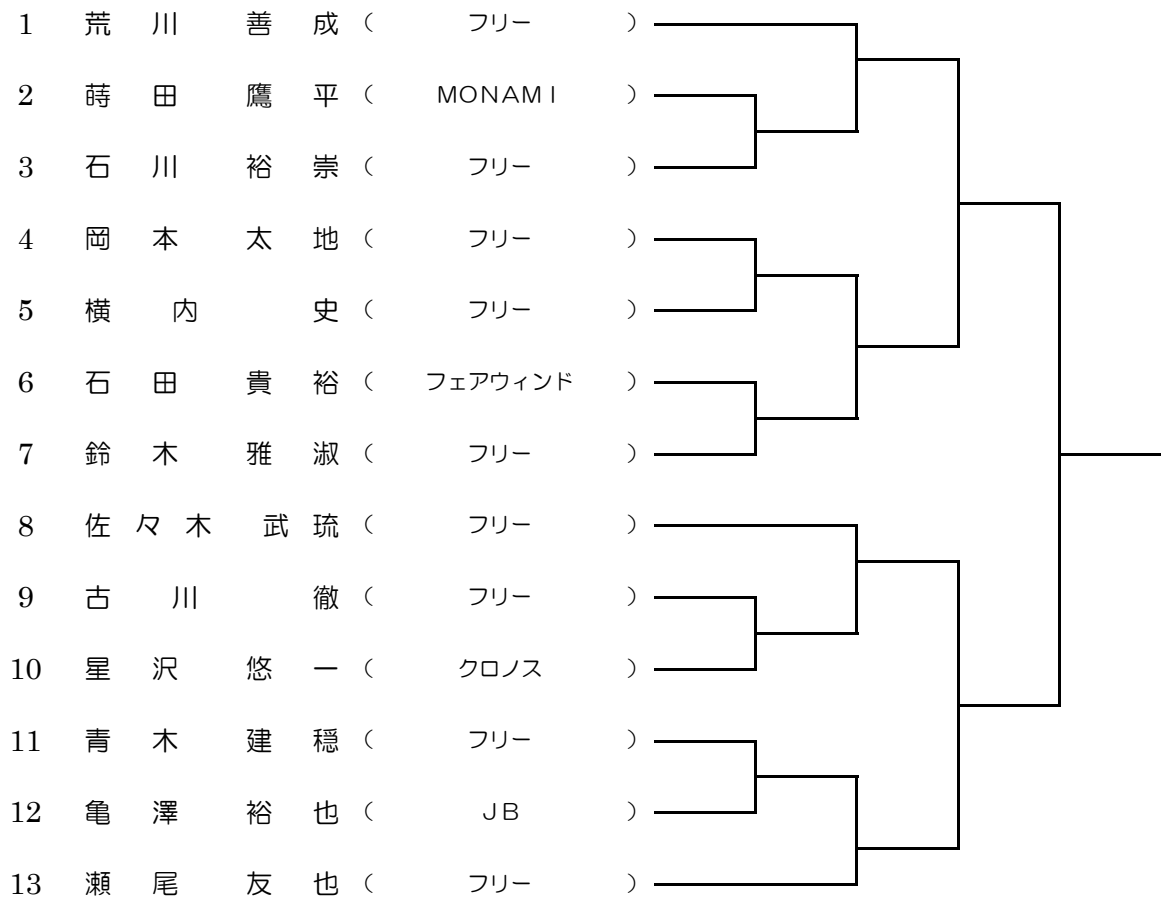 1 荒川 善成 ( フリー )
2 蒔田 鷹平 ( MONAMI )
3 石川 裕崇 ( フリー )
4 岡本 太地 ( フリー )
5 横内 史 ( フリー )
6 石田 貴裕 ( フェアウィンド )
7 鈴木 雅淑 ( フリー )
8 佐々木 武琉 ( フリー )
9 古川 徹 ( フリー )
10 星沢 悠一 ( クロノス )
11 青木 建穏 ( フリー )
12 亀澤 裕也 ( JB )
13 瀬尾 友也 ( フリー )